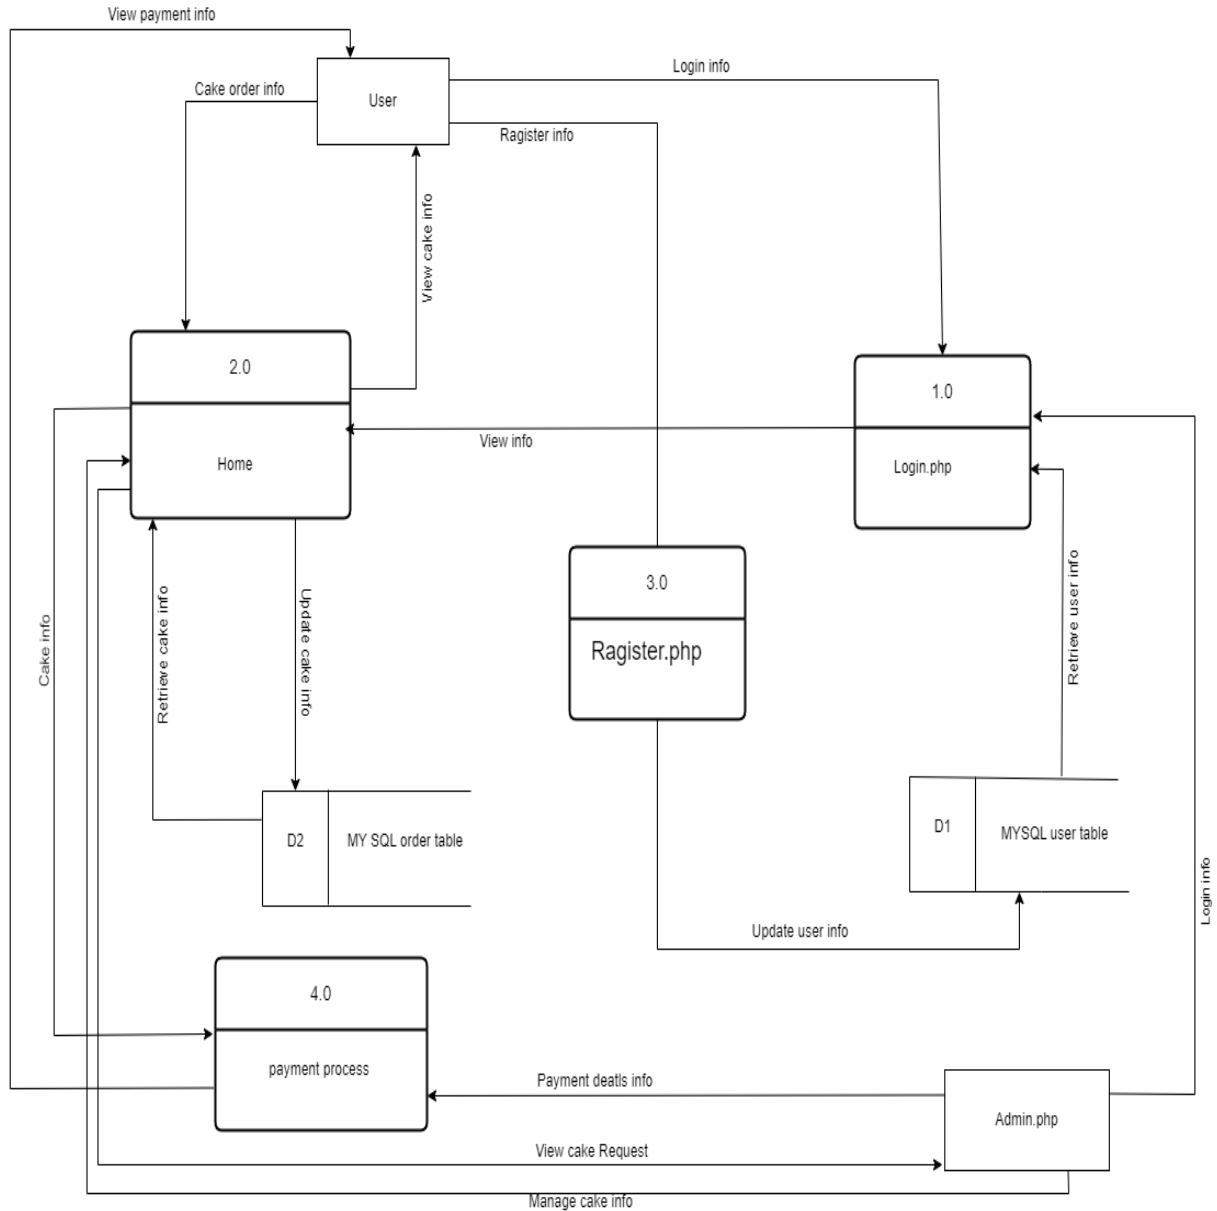 View payment info
Login info
Cake order info
User
Ragister info
View cake info
2.0
1.0
View info
Home
Login.php
3.0
Ragister.php
Cake info
Retrieve cake info
Update cake info
Retrieve user info
D2
MY SQL order table
D1
MYSQL user table
Login info
Update user info
4.0
payment process
Payment deatls info
Admin.php
View cake Request
Manage cake info